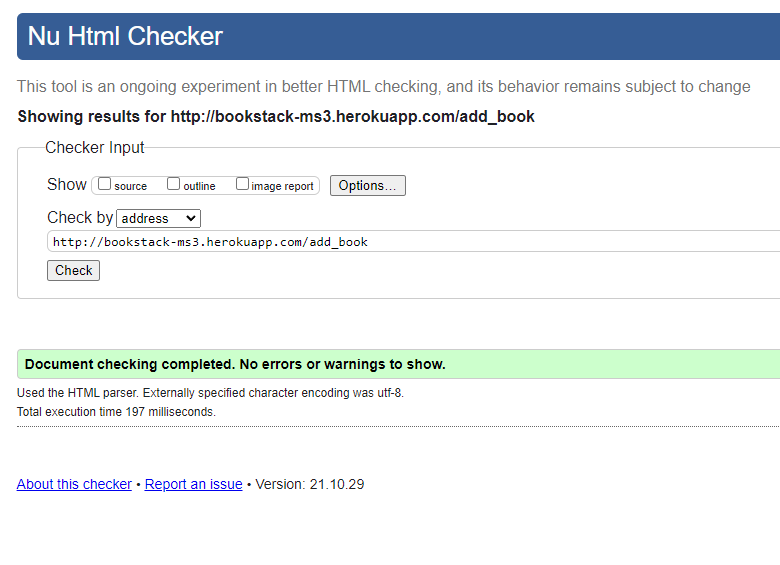 Nu Html Checker
This tool is an ongoing experiment in better HTML checking, and its behavior remains subject to change
Showing results for http://bookstack-ms3.herokuapp.com/add_book
Checker Input
Show source outline image report Options...
Check by address
http://bookstack-ms3.herokuapp.com/add_book
Check
Document checking completed. No errors or warnings to show.
Used the HTML parser. Externally specified character encoding was utf-8.
Total execution time 197 milliseconds.
About this checker • Report an issue • Version: 21.10.29